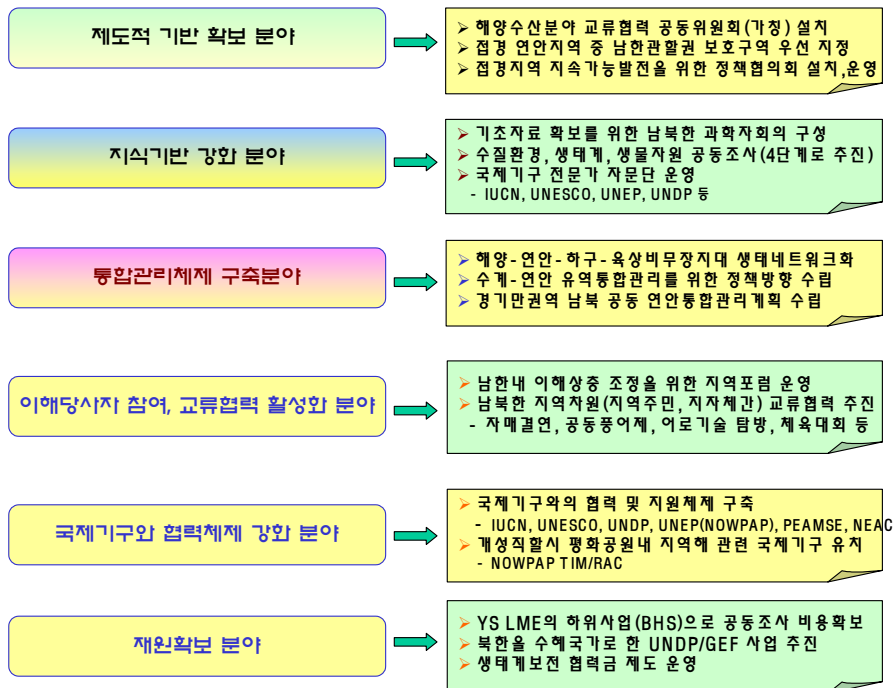 제도적 기반 확보 분야
➢ 해양수산분야 교류협력 공동위원회(가칭) 설치
➢ 접경 연안지역 중 남한관할권 보호구역 우선 지정
➢ 접경지역 지속가능발전을 위한 정책협의회 설치,운영
지식기반 강화 분야
➢ 기초자료 확보를 위한 남북한 과학자회의 구성
➢ 수질환경, 생태계, 생물자원 공동조사(4단계로 추진)
➢ 국제기구 전문가 자문단 운영
- IUCN, UNESCO, UNEP, UNDP 등
통합관리체제 구축분야
➢ 해양-연안-하구-육상비무장지대 생태네트워크화
➢ 수계-연안 유역통합관리를 위한 정책방향 수립
➢ 경기만권역 남북 공동 연안통합관리계획 수립
이해당사자 참여, 교류협력 활성화 분야
➢ 남한내 이해상충 조정을 위한 지역포럼 운영
➢ 남북한 지역차원(지역주민, 지자체간) 교류협력 추진
- 자매결연, 공동풍어제, 어로기술 탐방, 체육대회 등
국제기구와 협력체제 강화 분야
➢ 국제기구와의 협력 및 지원체제 구축
- IUCN, UNESCO, UNDP, UNEP(NOWPAP), PEAMSE, NEAC
➢ 개성직할시 평화공원내 지역해 관련 국제기구 유치
- NOWPAP TIM/RAC
재원확보 분야
➢ YS LME의 하위사업(BHS)으로 공동조사 비용확보
➢ 북한을 수혜국가로 한 UNDP/GEF 사업 추진
➢ 생태계보전 협력금 제도 운영